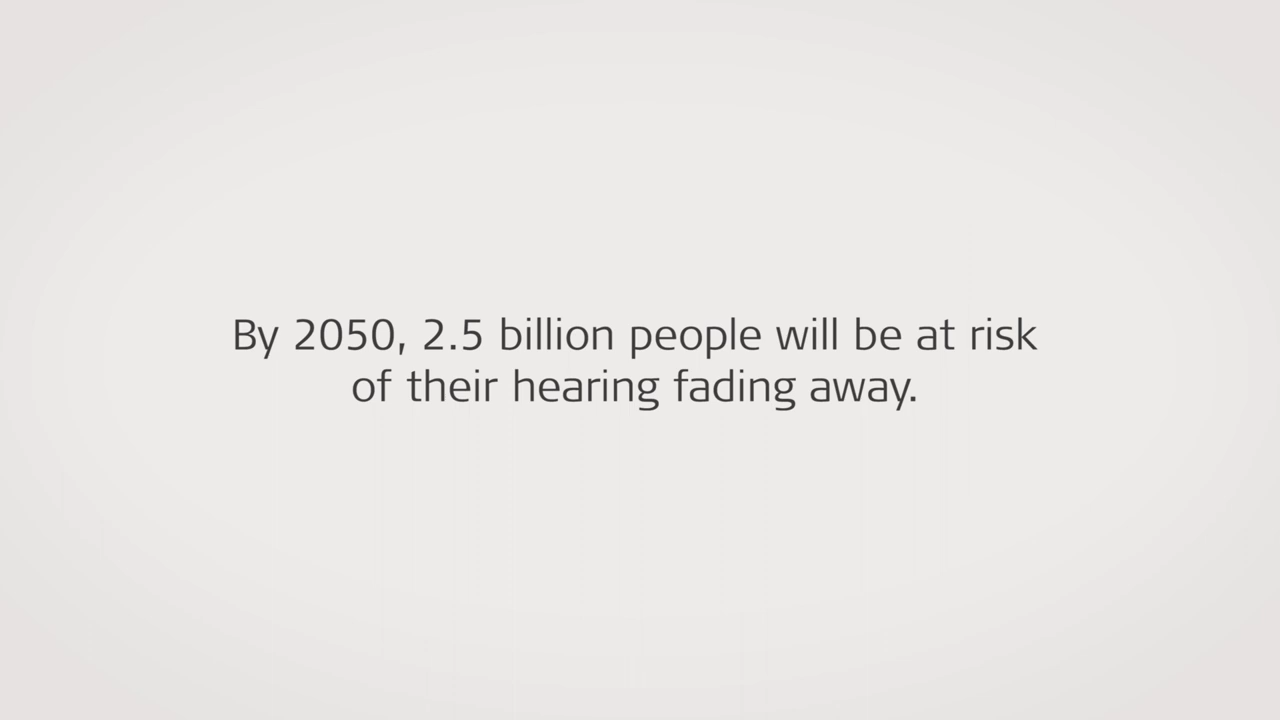 By 2050, 2.5 billion people will be at risk
of their hearing fading away.